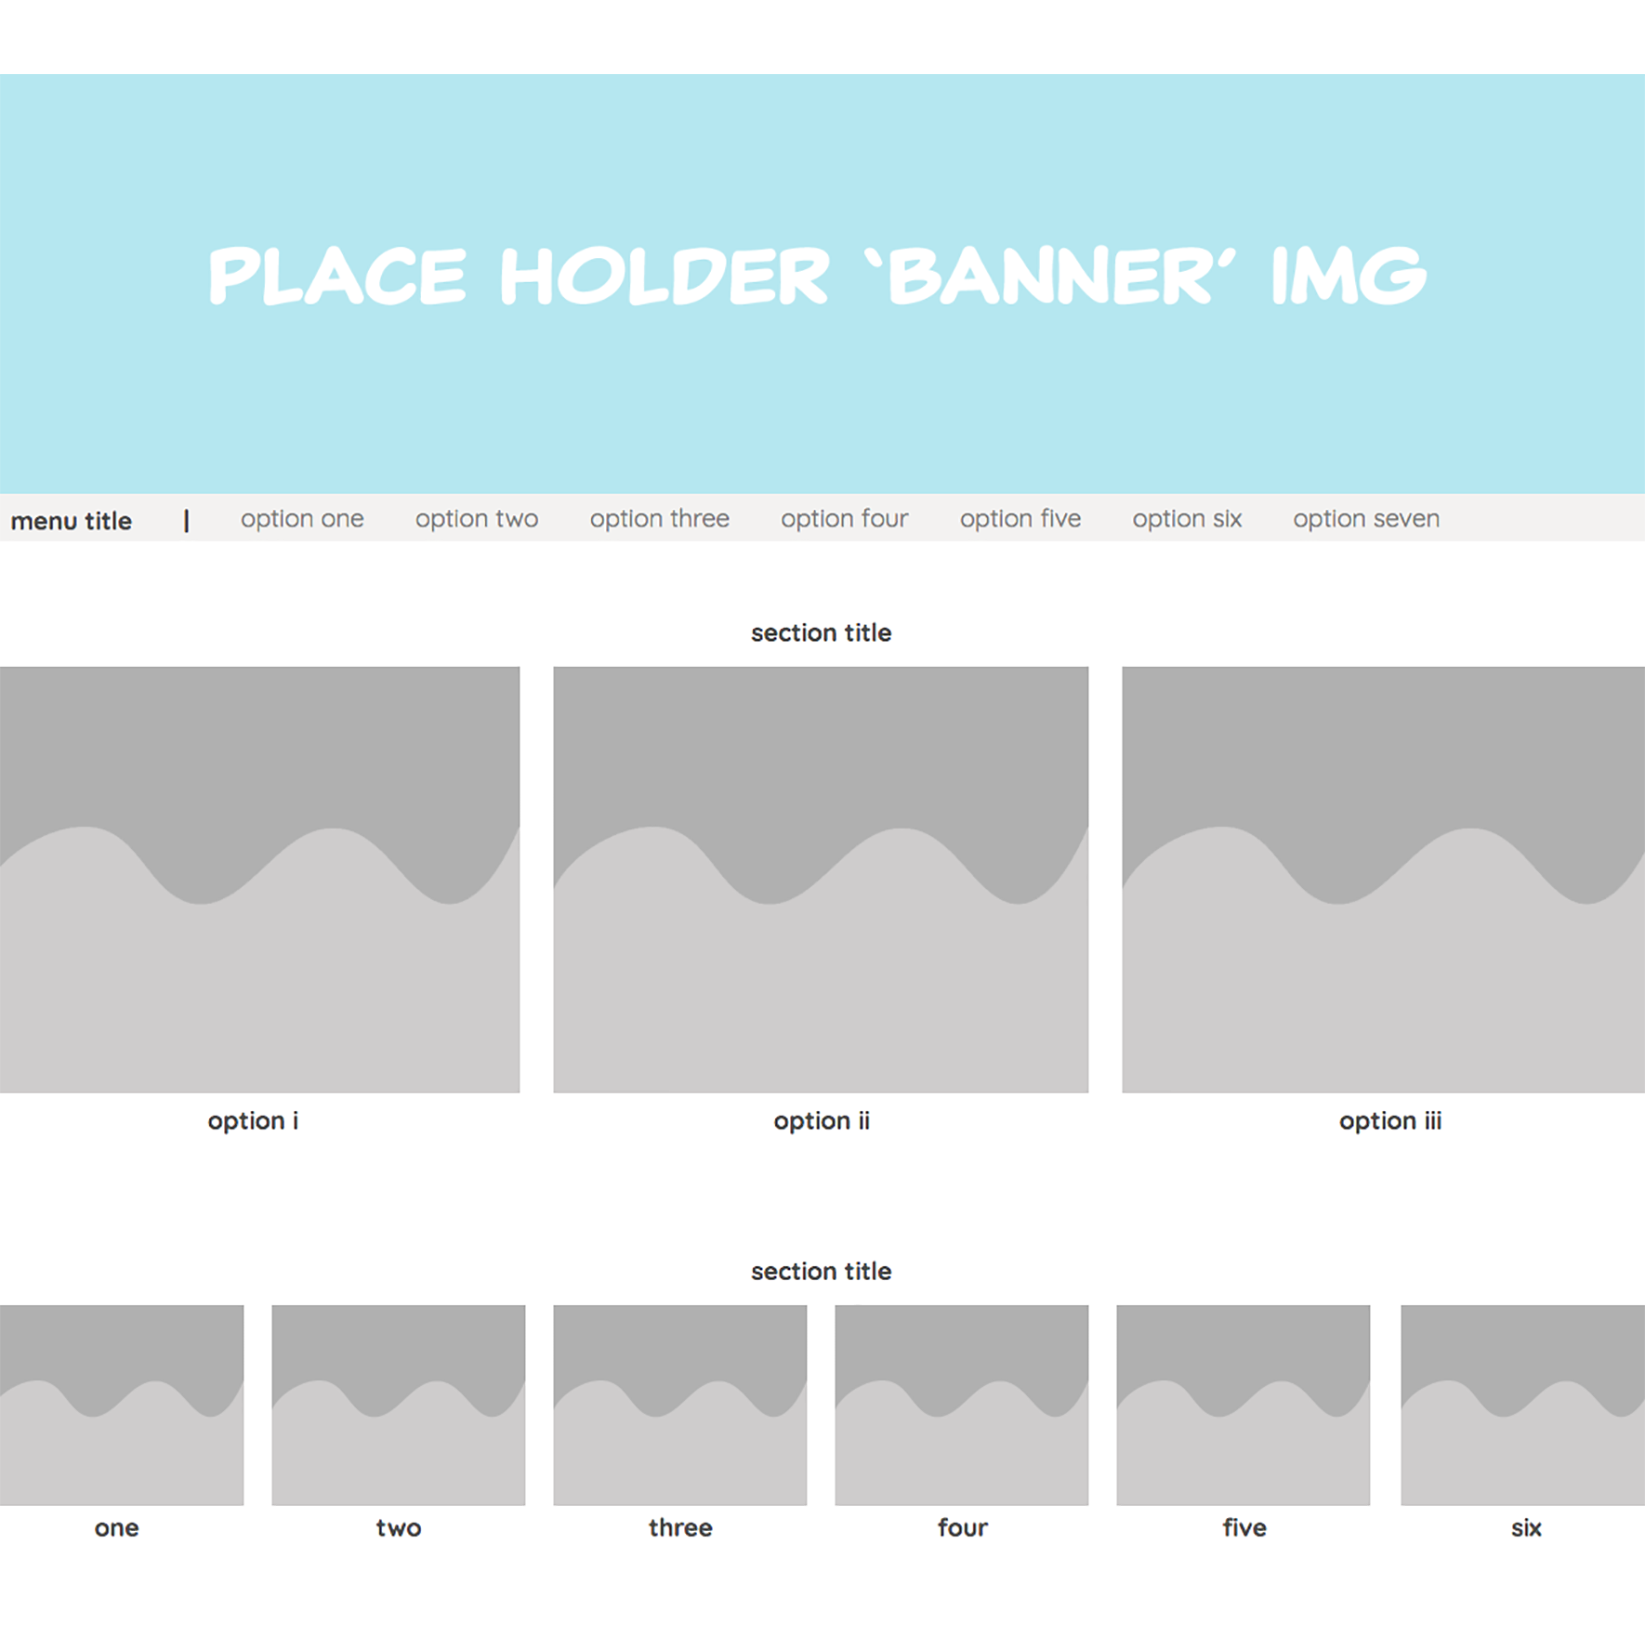 PLACE HOLDER ‘BANNER’ IMG
menu title | option one option two option three option four option five option six option seven
section title
option i option ii option iii
section title
one two three four five six